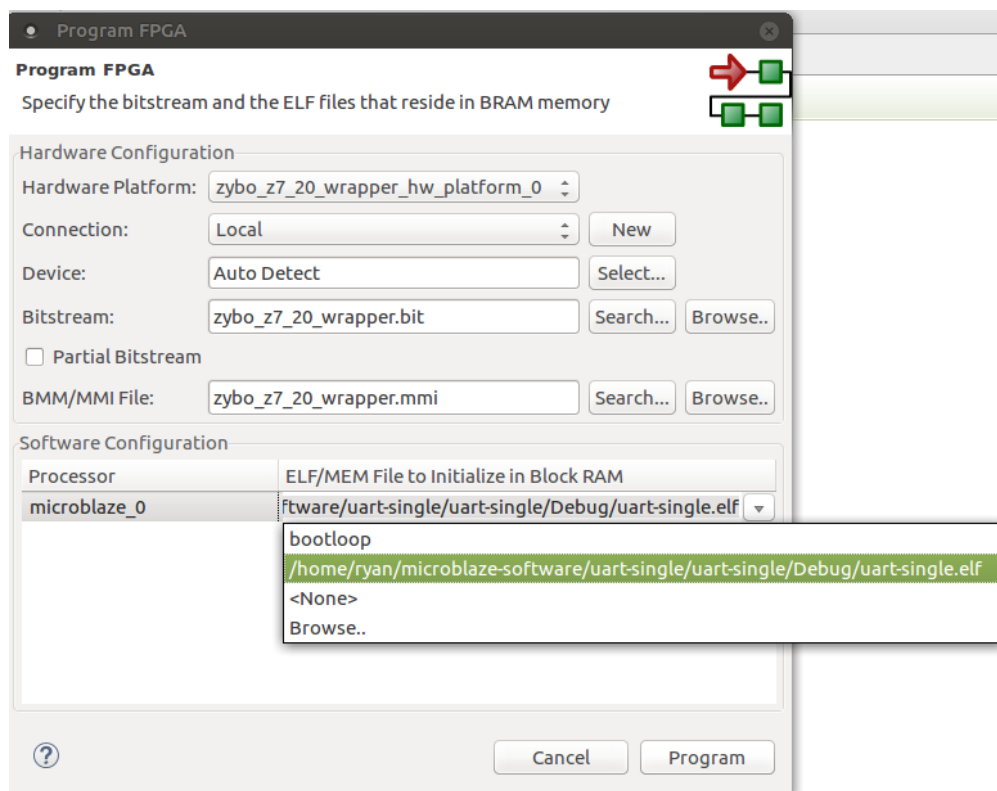 Program FPGA
Program FPGA
Specify the bitstream and the ELF files that reside in BRAM memory
Hardware Configuration
Hardware Platform: zybo_z7_20_wrapper_hw_platform_0
Connection: Local New
Device: Auto Detect Select...
Bitstream: zybo_z7_20_wrapper.bit Search... Browse..
Partial Bitstream
BMM/MMI File: zybo_z7_20_wrapper.mmi Search... Browse..
Software Configuration
Processor ELF/MEM File to Initialize in Block RAM
microblaze_0 ftware/uart-single/uart-single/Debug/uart-single.elf
bootloop
/home/ryan/microblaze-software/uart-single/uart-single/Debug/uart-single.elf
<None>
Browse..
? Cancel Program